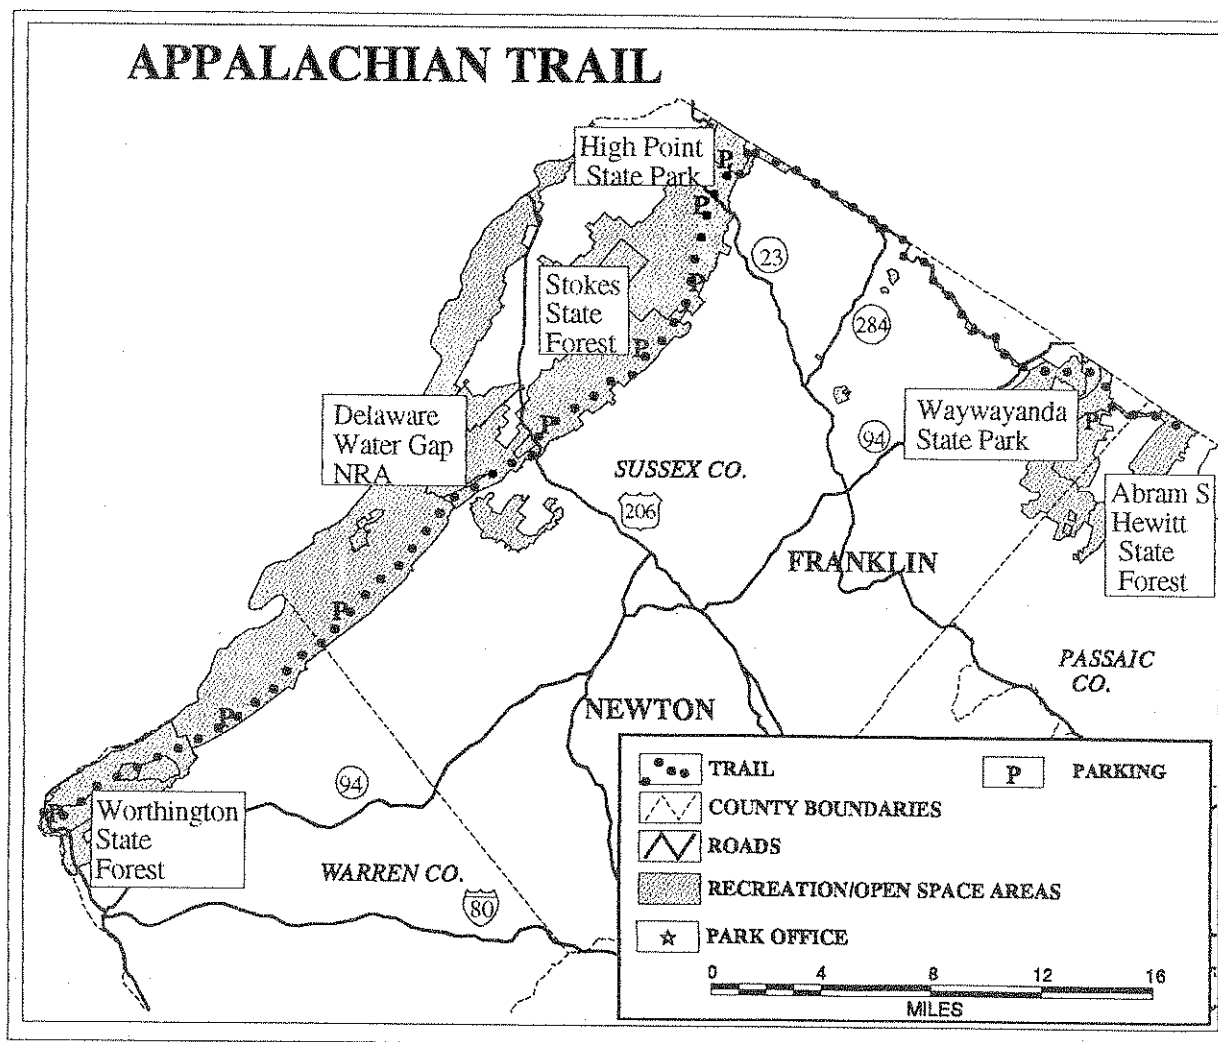 APPALACHIAN TRAIL
High Point
State Park
P
P
23
Stokes
State
Forest
P
284
P
Delaware
Water Gap
NRA
P
Waywayanda
State Park
P
94
SUSSEX CO.
206
Abram S
Hewitt
State
Forest
FRANKLIN
P
PASSAIC
CO.
NEWTON
P
TRAIL
P
PARKING
94
COUNTY BOUNDARIES
Worthington
State
Forest
P
ROADS
WARREN CO.
RECREATION/OPEN SPACE AREAS
80
PARK OFFICE
0 4 8 12 16
MILES